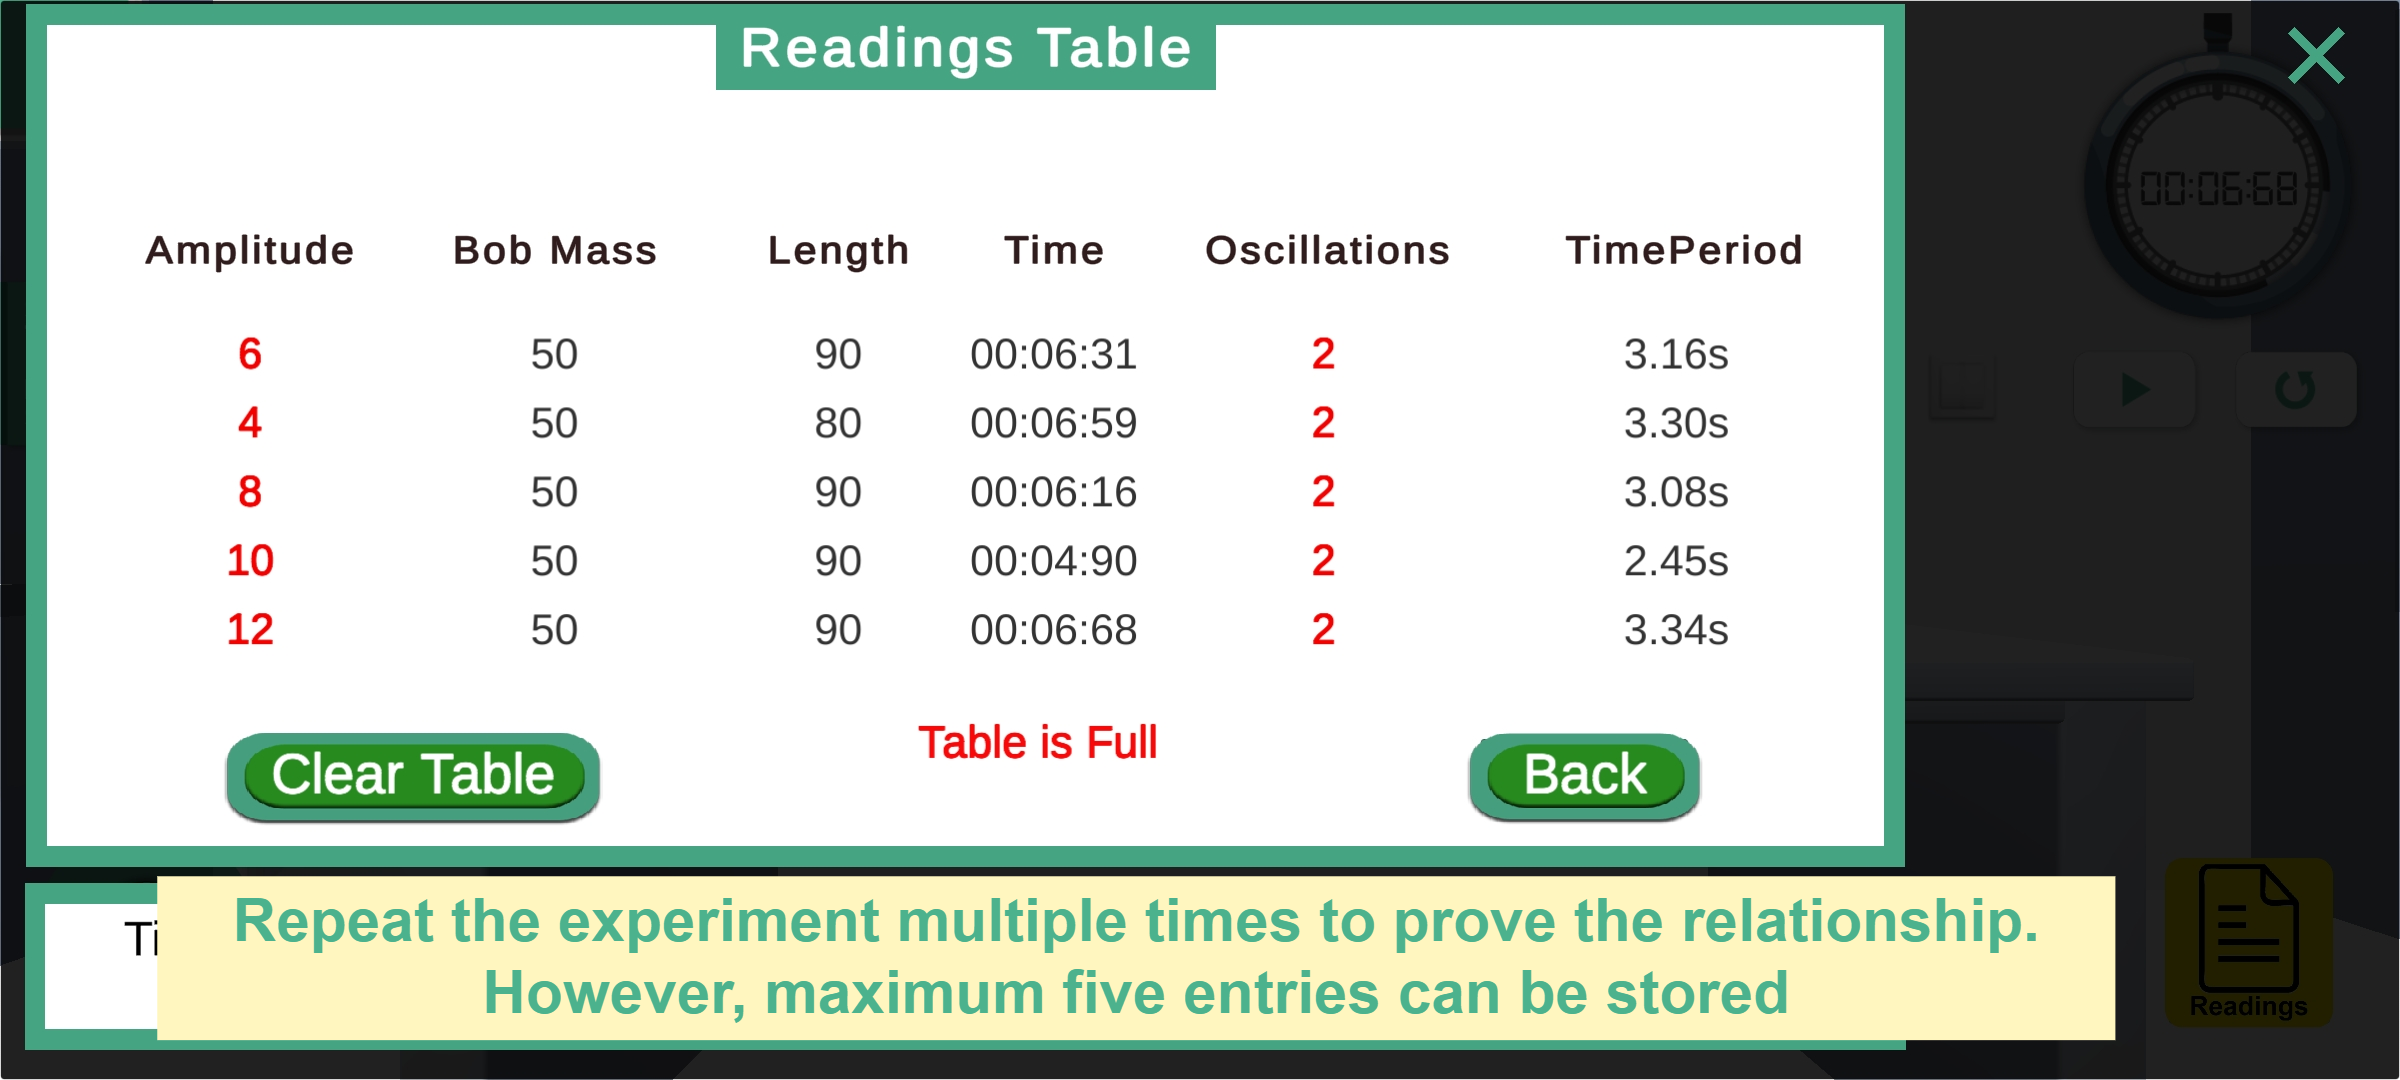 Readings Table
00:06:68
Amplitude Bob Mass Length Time Oscillations TimePeriod
6 50 90 00:06:31 2 3.16s
4 50 80 00:06:59 2 3.30s
8 50 90 00:06:16 2 3.08s
10 50 90 00:04:90 2 2.45s
12 50 90 00:06:68 2 3.34s
Table is Full
Clear Table Back
Repeat the experiment multiple times to prove the relationship.
However, maximum five entries can be stored
Readings